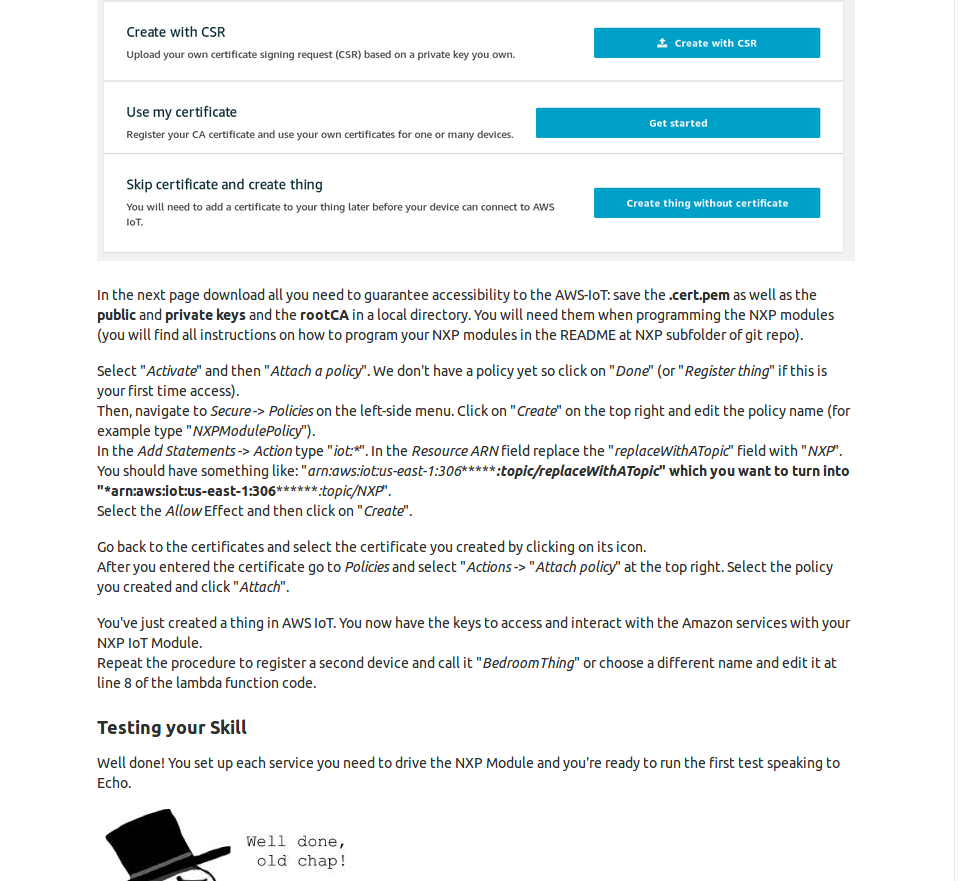 Create with CSR
Upload your own certificate signing request (CSR) based on a private key you own.
Create with CSR
Use my certificate
Register your CA certificate and use your own certificates for one or many devices.
Get started
Skip certificate and create thing
You will need to add a certificate to your thing later before your device can connect to AWS
IoT.
Create thing without certificate
In the next page download all you need to guarantee accessibility to the AWS-IoT: save the .cert.pem as well as the
public and private keys and the rootCA in a local directory. You will need them when programming the NXP modules
(you will find all instructions on how to program your NXP modules in the README at NXP subfolder of git repo).
Select "Activate" and then "Attach a policy". We don't have a policy yet so click on "Done" (or "Register thing" if this is
your first time access).
Then, navigate to Secure -> Policies on the left-side menu. Click on "Create" on the top right and edit the policy name (for
example type "NXPModulePolicy").
In the Add Statements -> Action type "iot:*". In the Resource ARN field replace the "replaceWithATopic" field with "NXP".
You should have something like: "arn:aws:iot:us-east-1:306*****:topic/replaceWithATopic" which you want to turn into
"*arn:aws:iot:us-east-1:306******:topic/NXP".
Select the Allow Effect and then click on "Create".
Go back to the certificates and select the certificate you created by clicking on its icon.
After you entered the certificate go to Policies and select "Actions -> "Attach policy" at the top right. Select the policy
you created and click "Attach".
You've just created a thing in AWS IoT. You now have the keys to access and interact with the Amazon services with your
NXP IoT Module.
Repeat the procedure to register a second device and call it "BedroomThing" or choose a different name and edit it at
line 8 of the lambda function code.
Testing your Skill
Well done! You set up each service you need to drive the NXP Module and you're ready to run the first test speaking to
Echo.
Well done,
old chap!